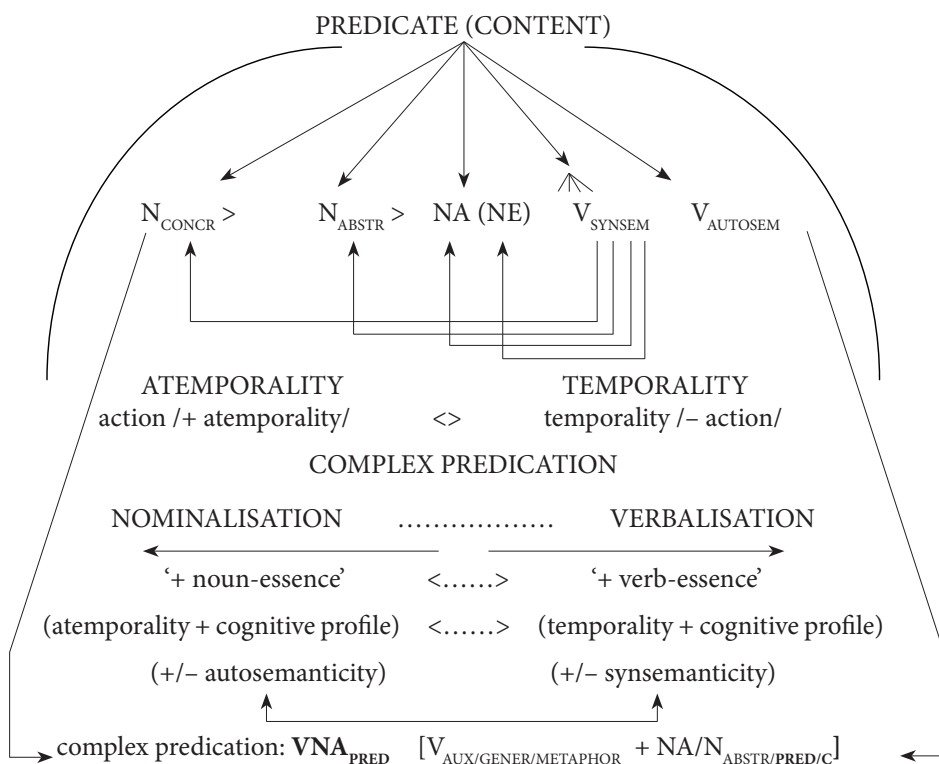 PREDICATE (CONTENT)
N_CONCR > N_ABSTR > NA (NE) V_SYNSEM V_AUTOSEM
ATEMPORALITY TEMPORALITY
action /+ atemporality/ <> temporality /– action/
COMPLEX PREDICATION
NOMINALISATION .................. VERBALISATION
‘+ noun-essence’ <......> ‘+ verb-essence’
(atemporality + cognitive profile) <......> (temporality + cognitive profile)
(+/– autosemanticity) (+/– synsemanticity)
complex predication: VNA_PRED [V_AUX/GENER/METAPHOR + NA/N_ABSTR/PRED/C]